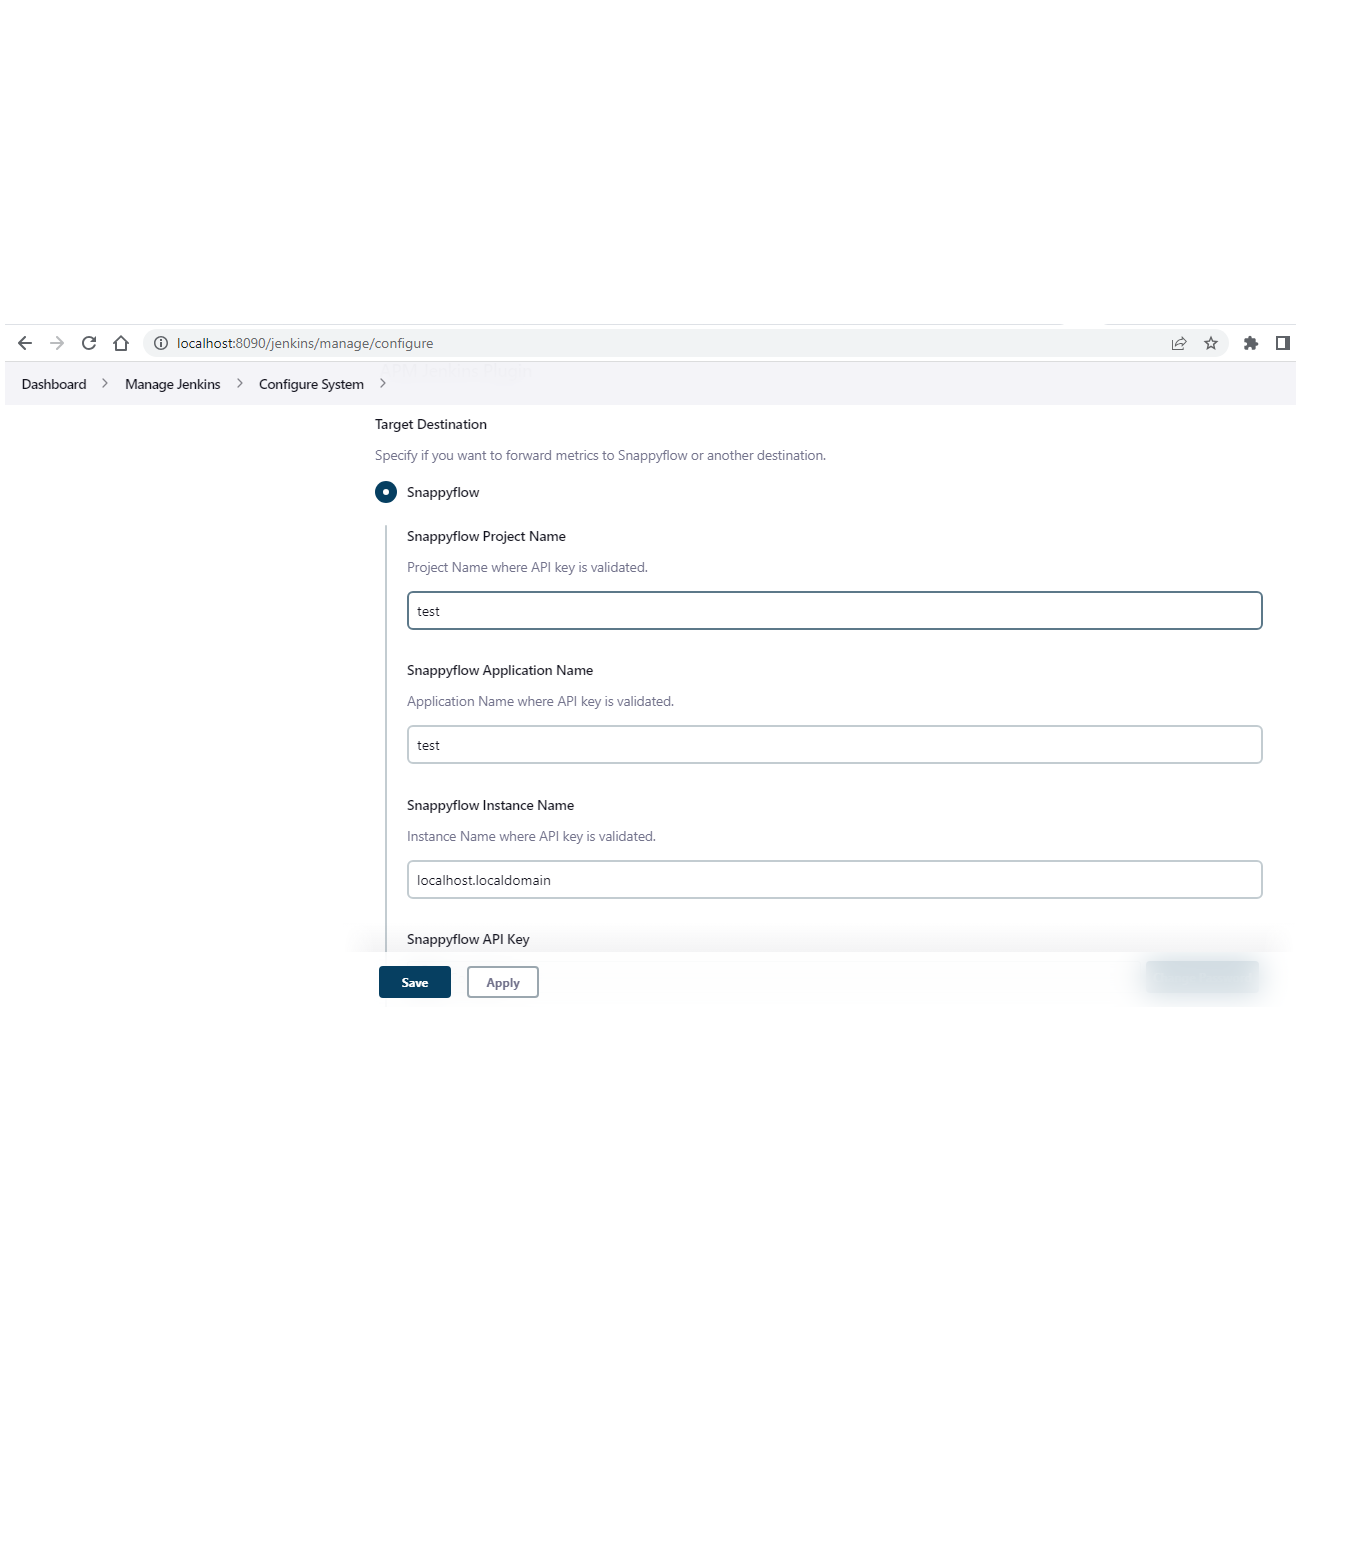 localhost:8090/jenkins/manage/configure
Dashboard
Manage Jenkins
Configure System
Target Destination
Specify if you want to forward metrics to Snappyflow or another destination.
Snappyflow
Snappyflow Project Name
Project Name where API key is validated.
test
Snappyflow Application Name
Application Name where API key is validated.
test
Snappyflow Instance Name
Instance Name where API key is validated.
localhost.localdomain
Snappyflow API Key
Save
Apply